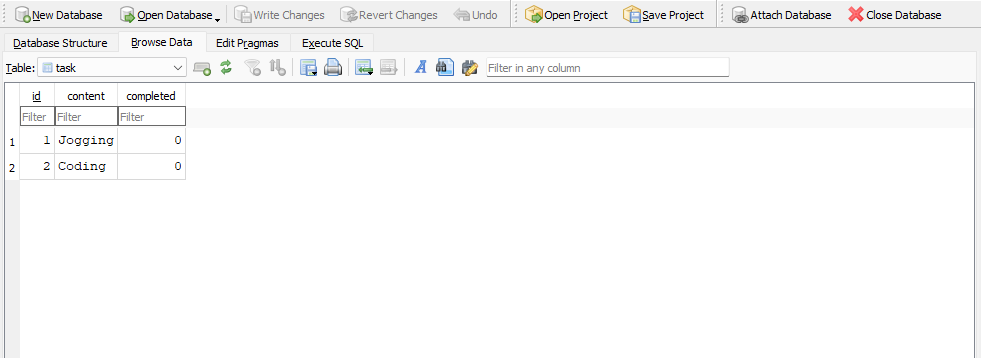 New Database Open Database Write Changes Revert Changes Undo Open Project Save Project Attach Database Close Database
Database Structure Browse Data Edit Pragmas Execute SQL
Table: task A Filter in any column
id content completed
Filter Filter Filter
1 1 Jogging 0
2 2 Coding 0